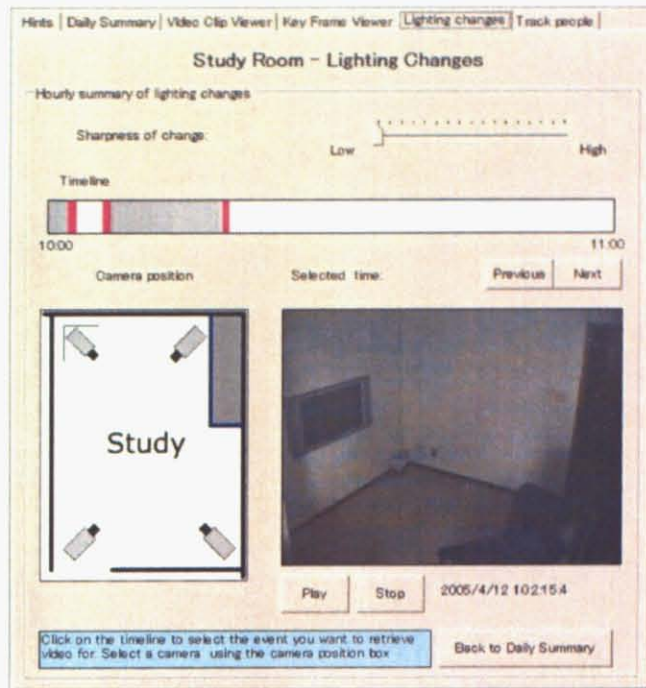 Hints | Daily Summary | Video Clip Viewer | Key Frame Viewer | Lighting changes | Track people |
Study Room - Lighting Changes
Hourly summary of lighting changes
Sharpness of change:
Low
High
Timeline
10:00
11:00
Camera position
Selected time:
Previous
Next
Study
Play
Stop
2005/4/12 10:2:15.4
Click on the timeline to select the event you want to retrieve
video for. Select a camera using the camera position box
Back to Daily Summary